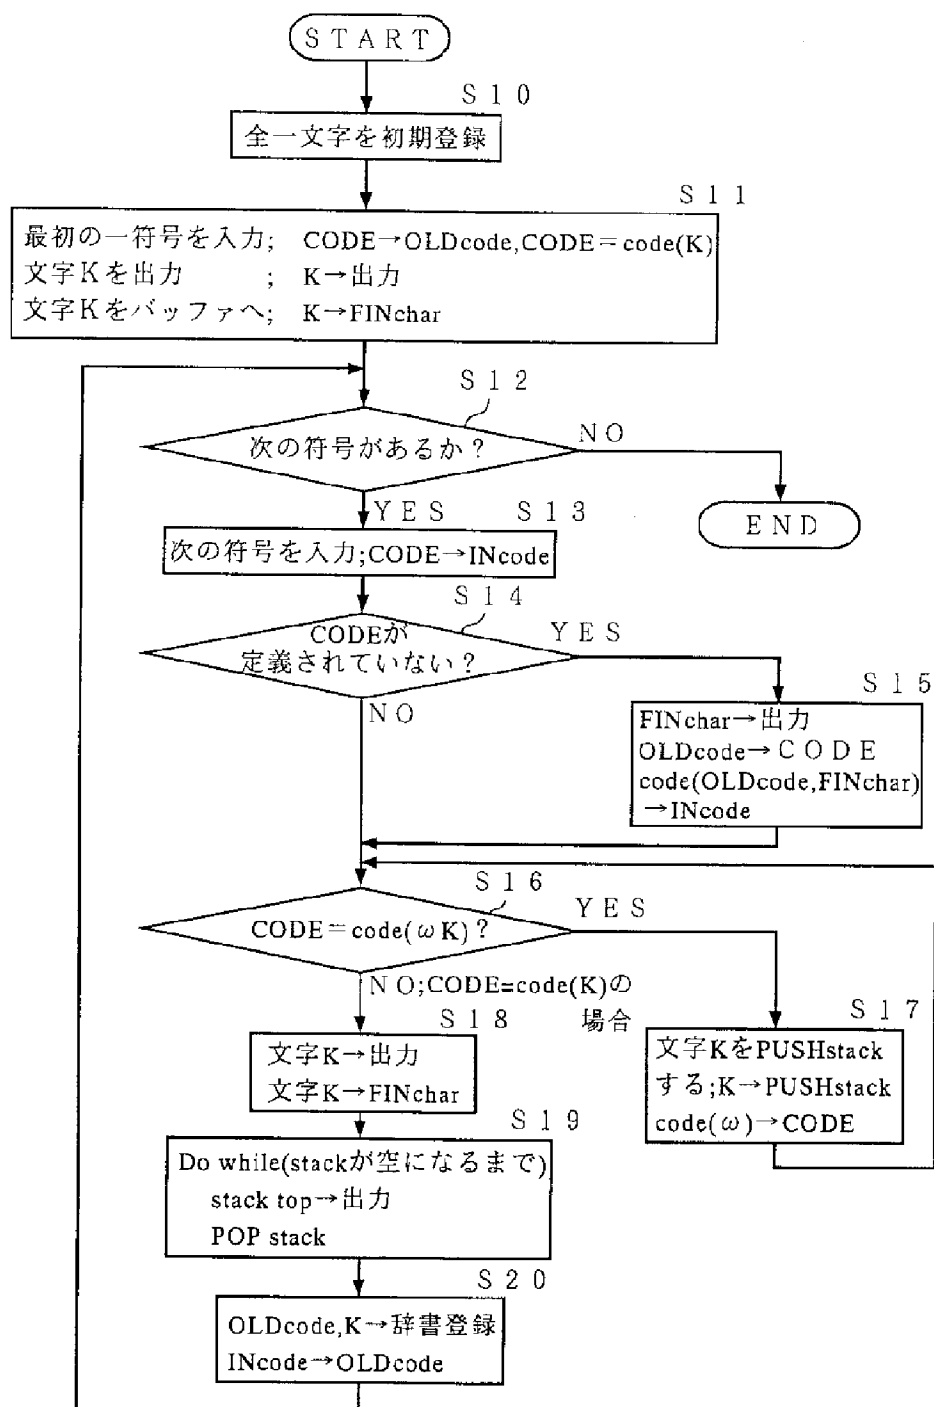 START
S10
全一文字を初期登録
S11
最初の一符号を入力; CODE→OLDcode,CODE=code(K)
文字Kを出力 ; K→出力
文字Kをバッファへ; K→FINchar
S12
次の符号があるか？
NO
YES
END
S13
次の符号を入力;CODE→INcode
S14
CODEが
定義されていない？
YES
NO
S15
FINchar→出力
OLDcode→CODE
code(OLDcode,FINchar)
→INcode
S16
CODE=code(ωK)？
YES
NO;CODE=code(K)の
場合
S17
文字KをPUSHstack
する;K→PUSHstack
code(ω)→CODE
S18
文字K→出力
文字K→FINchar
S19
Do while(stackが空になるまで)
stack top→出力
POP stack
S20
OLDcode,K→辞書登録
INcode→OLDcode